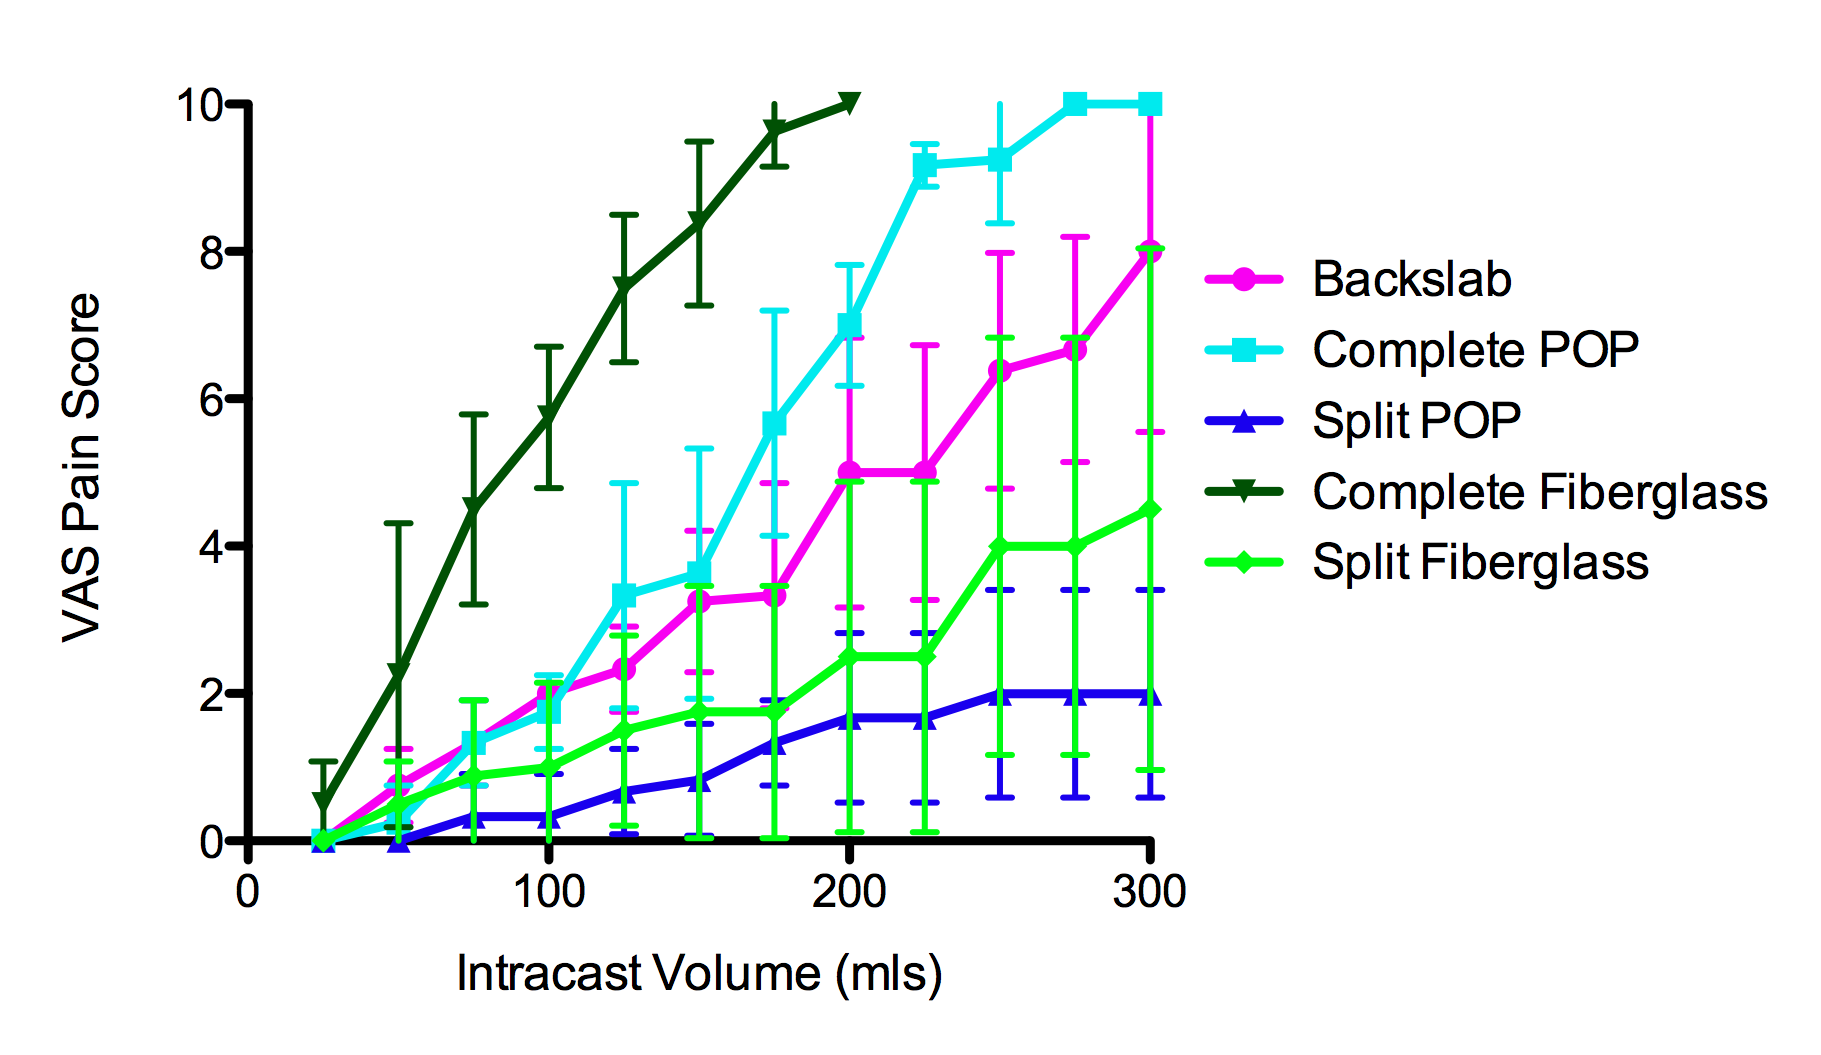 10
8
6
4
2
0
VAS Pain Score
0 100 200 300
Intracast Volume (mls)
Backslab
Complete POP
Split POP
Complete Fiberglass
Split Fiberglass